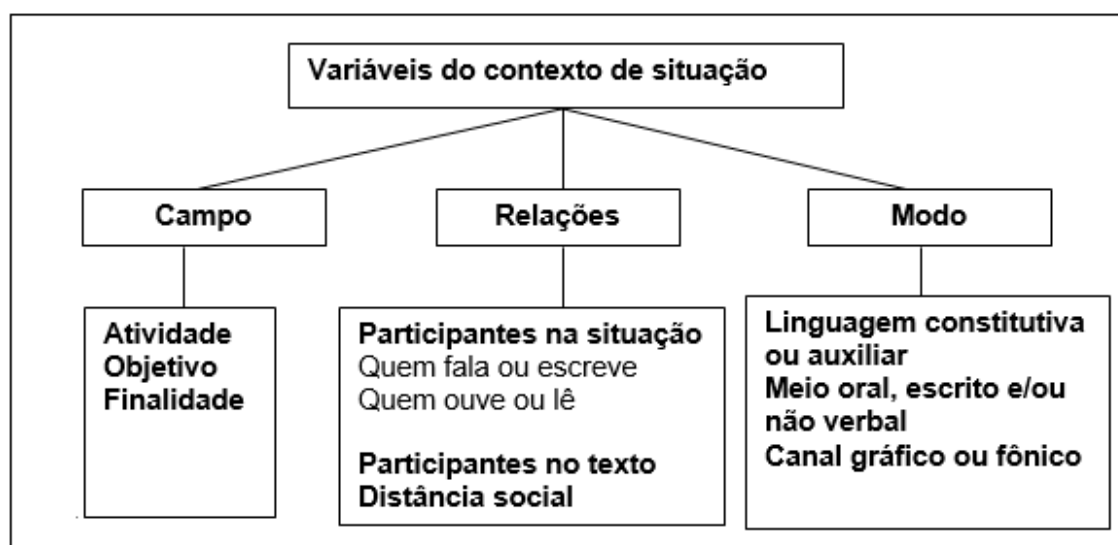 Variáveis do contexto de situação
Campo
Relações
Modo
Atividade
Objetivo
Finalidade
Participantes na situação
Quem fala ou escreve
Quem ouve ou lê
Participantes no texto
Distância social
Linguagem constitutiva
ou auxiliar
Meio oral, escrito e/ou
não verbal
Canal gráfico ou fônico